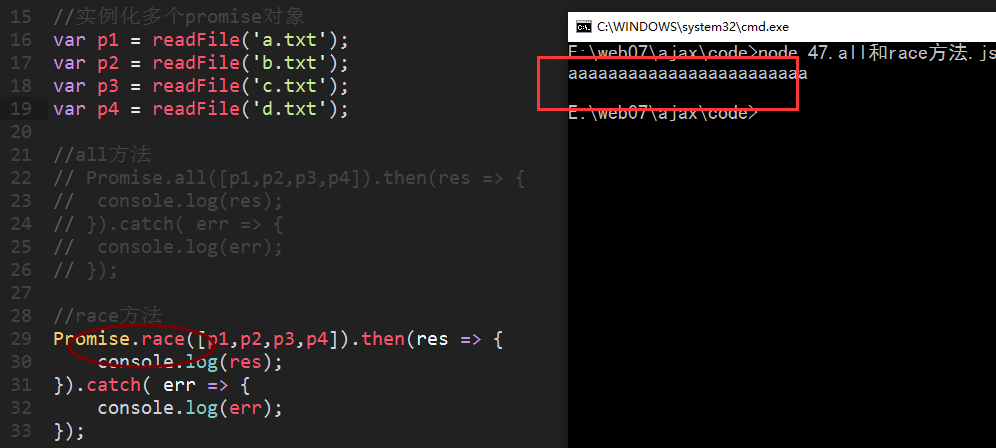 15 //实例化多个promise对象
16 var p1 = readFile('a.txt');
17 var p2 = readFile('b.txt');
18 var p3 = readFile('c.txt');
19 var p4 = readFile('d.txt');
20
21 //all方法
22 // Promise.all([p1,p2,p3,p4]).then(res => {
23 //  console.log(res);
24 // }).catch( err => {
25 //  console.log(err);
26 // });
27
28 //race方法
29 Promise.race([p1,p2,p3,p4]).then(res => {
30     console.log(res);
31 }).catch( err => {
32     console.log(err);
33 });
C:\WINDOWS\system32\cmd.exe
E:\web07\ajax\code>node 47.all和race方法.js
aaaaaaaaaaaaaaaaaaaaaaaa
E:\web07\ajax\code>